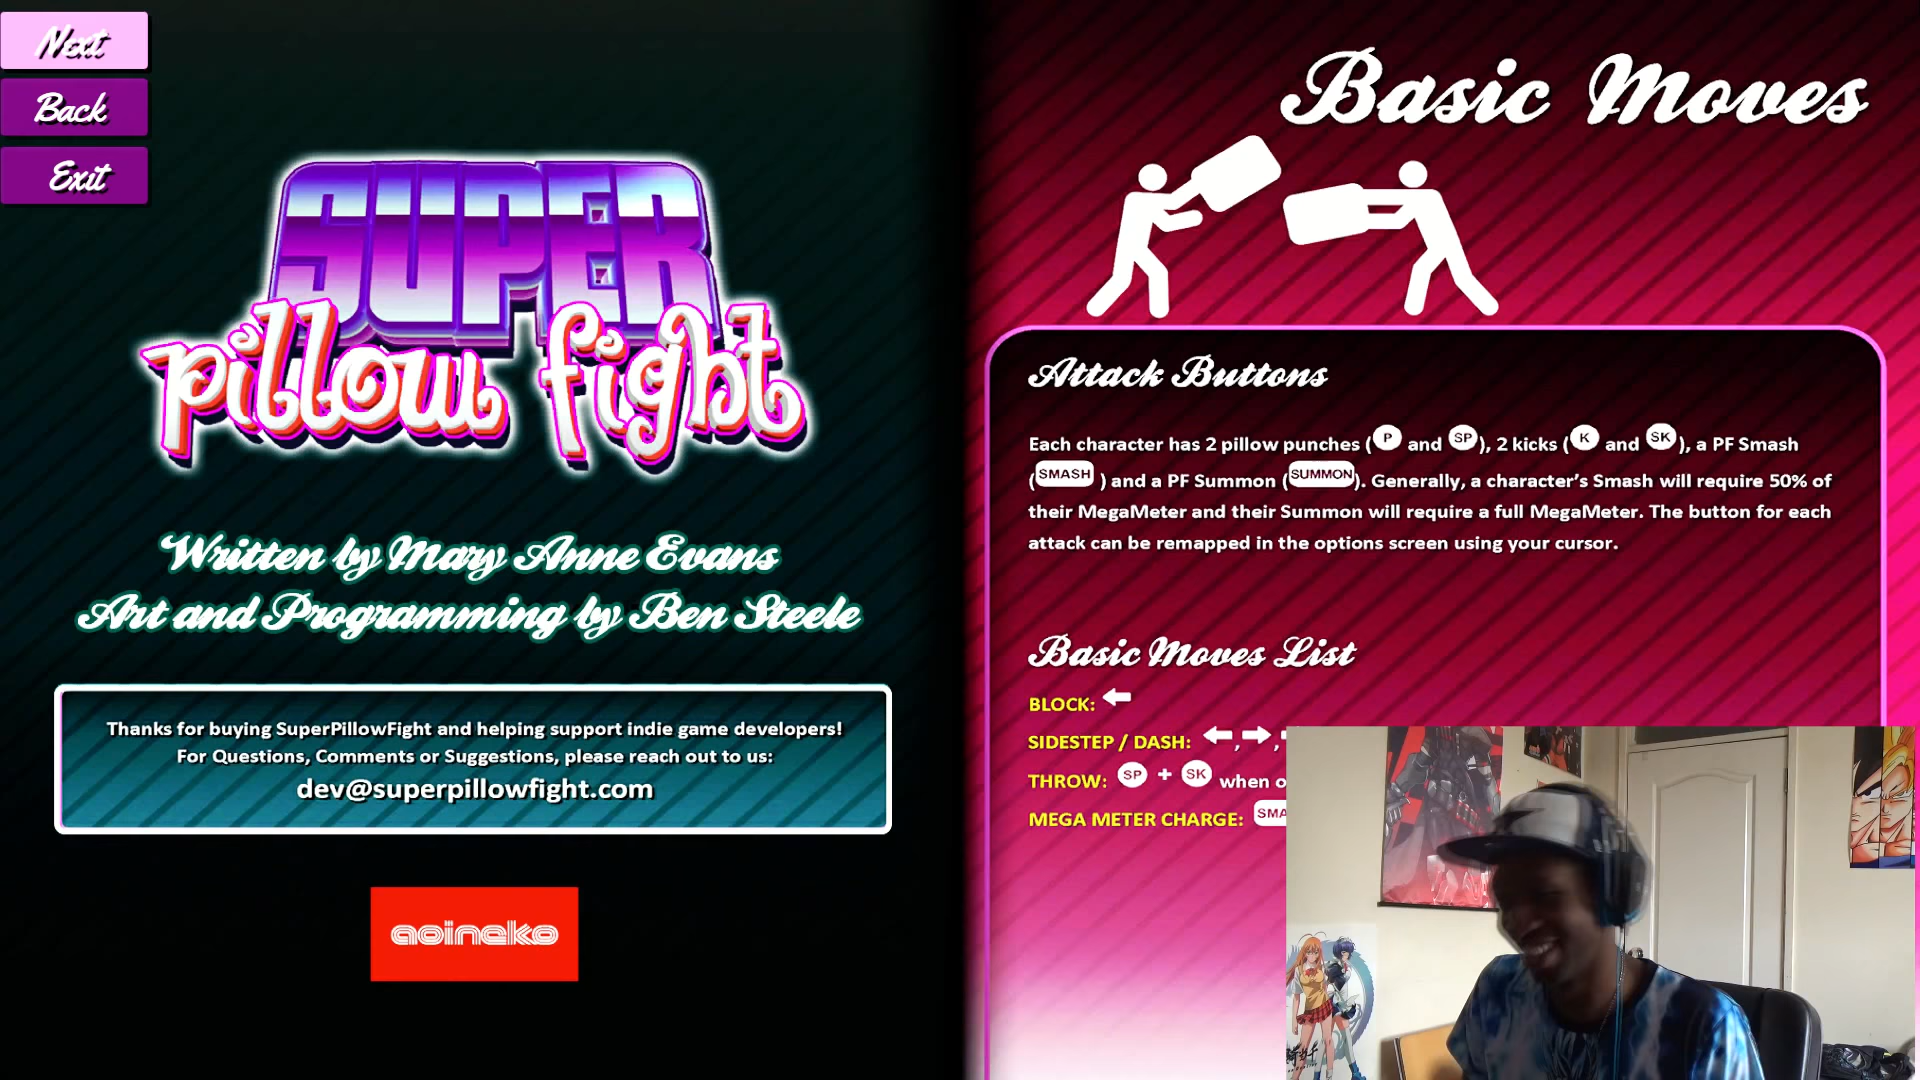 Next
Back
Exit
SUPER
pillow fight
Written by Mary Anne Evans
Art and Programming by Ben Steele
Thanks for buying SuperPillowFight and helping support indie game developers!
For Questions, Comments or Suggestions, please reach out to us:
dev@superpillowfight.com
aoineko
Basic Moves
Attack Buttons
Each character has 2 pillow punches (P and SP), 2 kicks (K and SK), a PF Smash
(SMASH ) and a PF Summon (SUMMON). Generally, a character's Smash will require 50% of
their MegaMeter and their Summon will require a full MegaMeter. The button for each
attack can be remapped in the options screen using your cursor.
Basic Moves List
BLOCK:
SIDESTEP / DASH: , ,
THROW: SP + SK when
MEGA METER CHARGE: